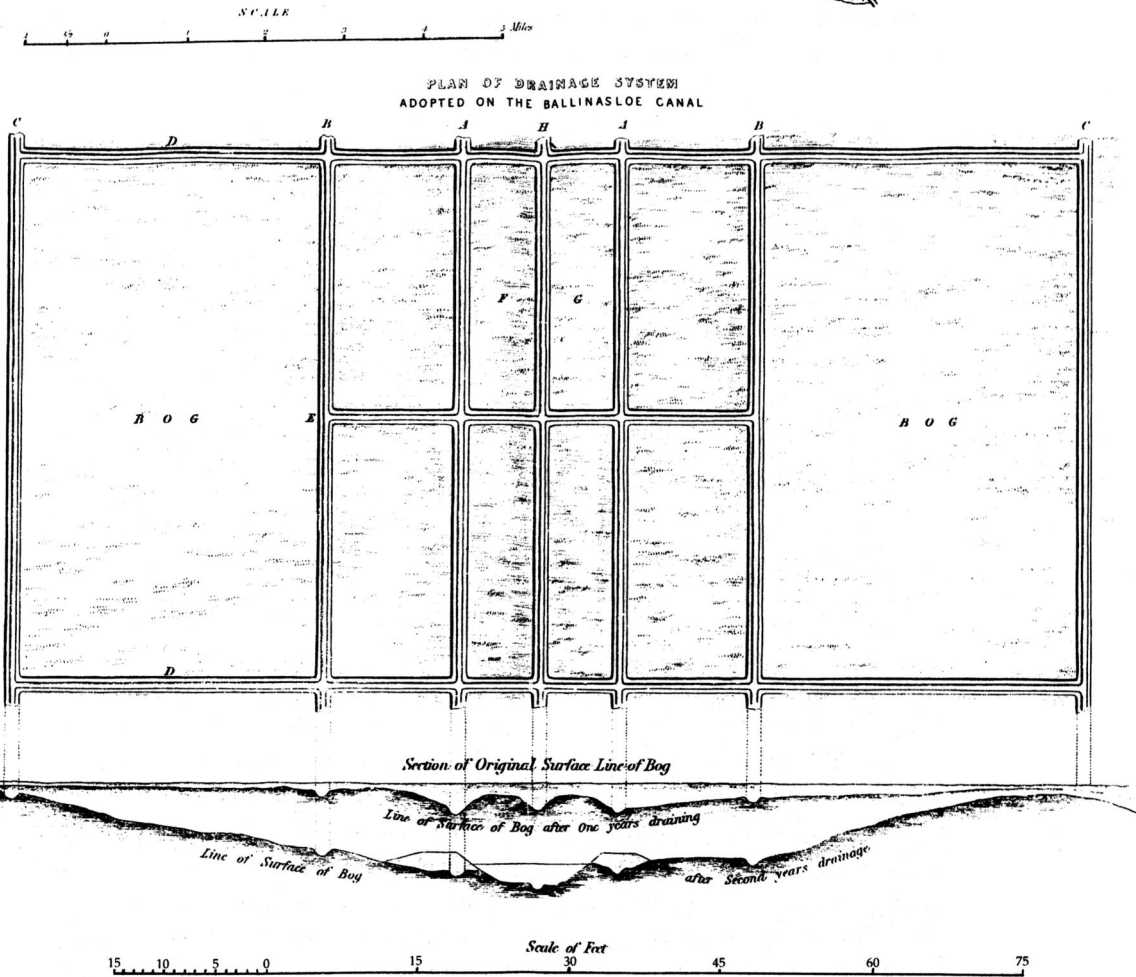 SCALE
1 ½ 0 1 2 3 4 5 Miles
PLAN OF DRAINAGE SYSTEM
ADOPTED ON THE BALLINASLOE CANAL
C B A H A B C
D
F G
B O G E B O G
D
Section of Original Surface Line of Bog
Line of Surface of Bog after One years draining
Line of Surface of Bog after Second years drainage
Scale of Feet
15 10 5 0 15 30 45 60 75